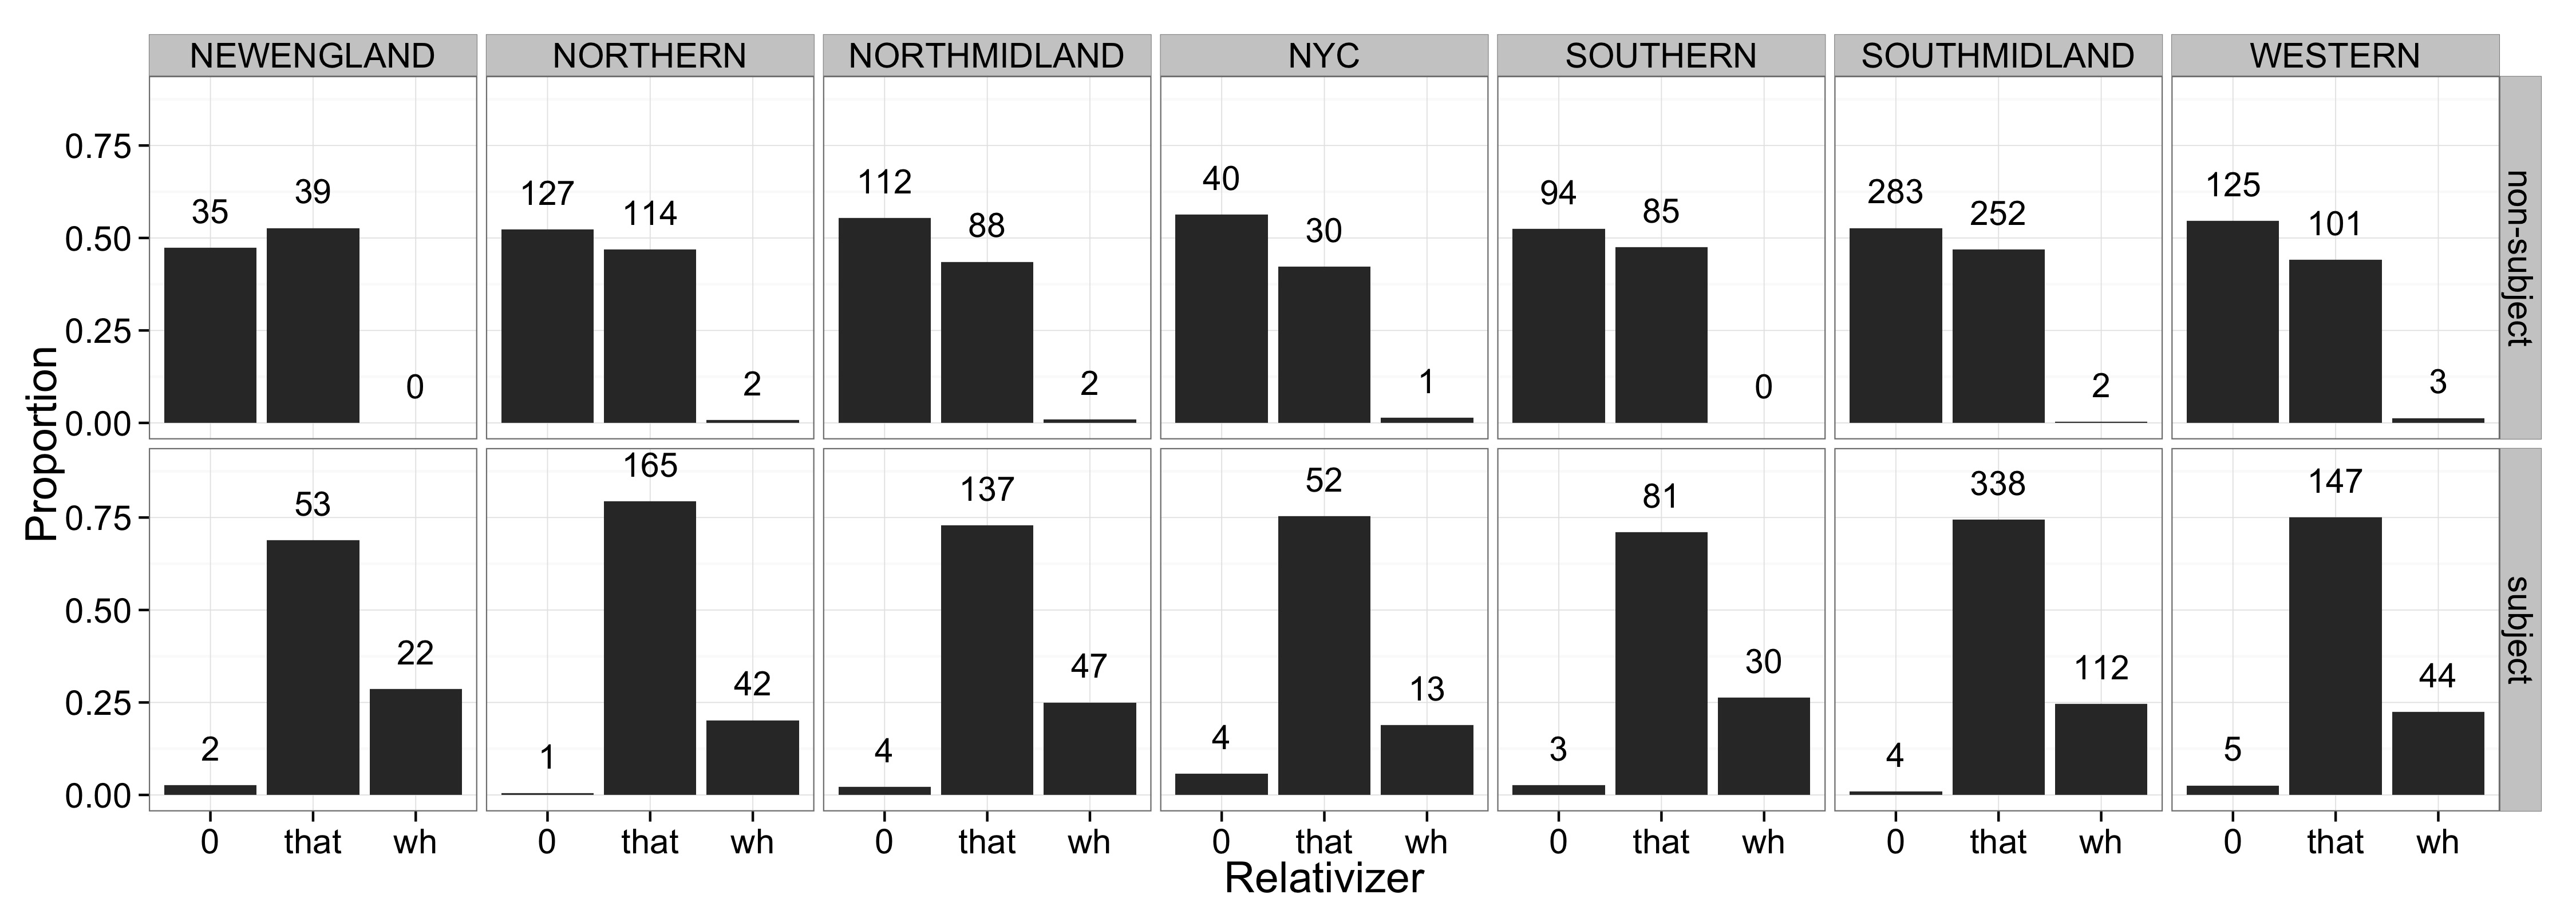 NEWENGLAND NORTHERN NORTHMIDLAND NYC SOUTHERN SOUTHMIDLAND WESTERN
Proportion
non-subject
0.75
0.50
0.25
0.00
35 39 0
127 114 2
112 88 2
40 30 1
94 85 0
283 252 2
125 101 3
subject
0.75
0.50
0.25
0.00
2 53 22
1 165 42
4 137 47
4 52 13
3 81 30
4 338 112
5 147 44
0 that wh 0 that wh 0 that wh 0 that wh 0 that wh 0 that wh 0 that wh
Relativizer